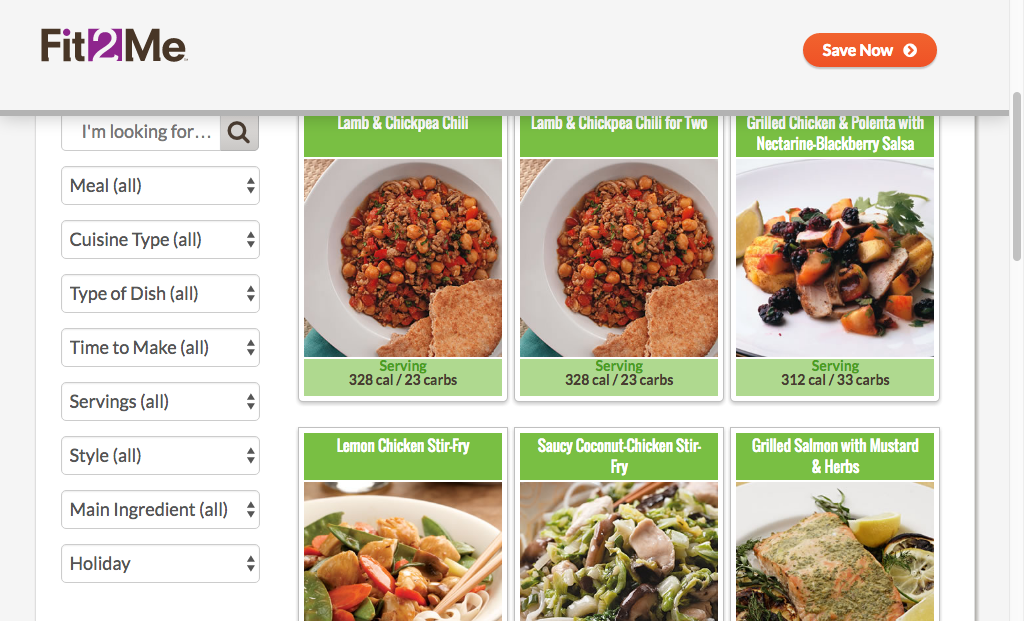 Fit2Me
Save Now
I'm looking for...
Meal (all)
Cuisine Type (all)
Type of Dish (all)
Time to Make (all)
Servings (all)
Style (all)
Main Ingredient (all)
Holiday
Lamb & Chickpea Chili
Serving
328 cal / 23 carbs
Lamb & Chickpea Chili for Two
Serving
328 cal / 23 carbs
Grilled Chicken & Polenta with
Nectarine-Blackberry Salsa
Serving
312 cal / 33 carbs
Lemon Chicken Stir-Fry
Saucy Coconut-Chicken Stir-
Fry
Grilled Salmon with Mustard
& Herbs